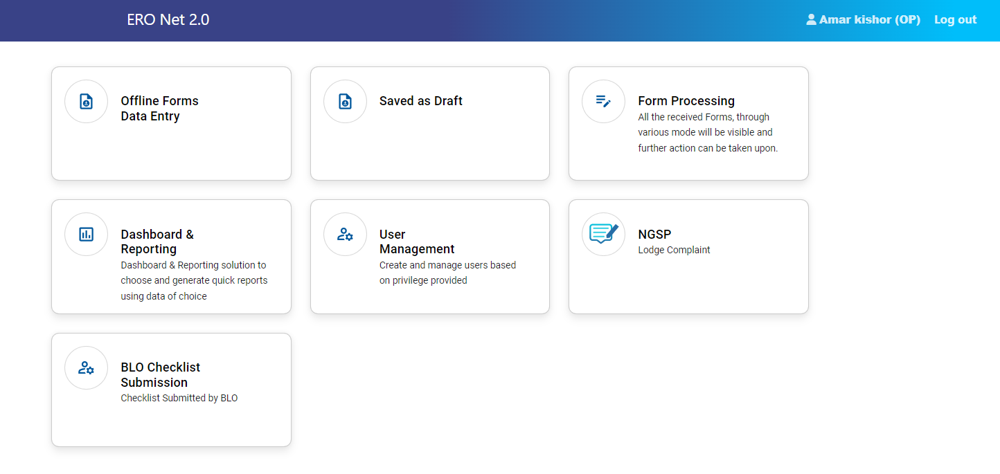 ERO Net 2.0
Amar kishor (OP)
Log out
Offline Forms
Data Entry
Saved as Draft
Form Processing
All the received Forms, through
various mode will be visible and
further action can be taken upon.
Dashboard &
Reporting
Dashboard & Reporting solution to
choose and generate quick reports
using data of choice
User
Management
Create and manage users based
on privilege provided
NGSP
Lodge Complaint
BLO Checklist
Submission
Checklist Submitted by BLO